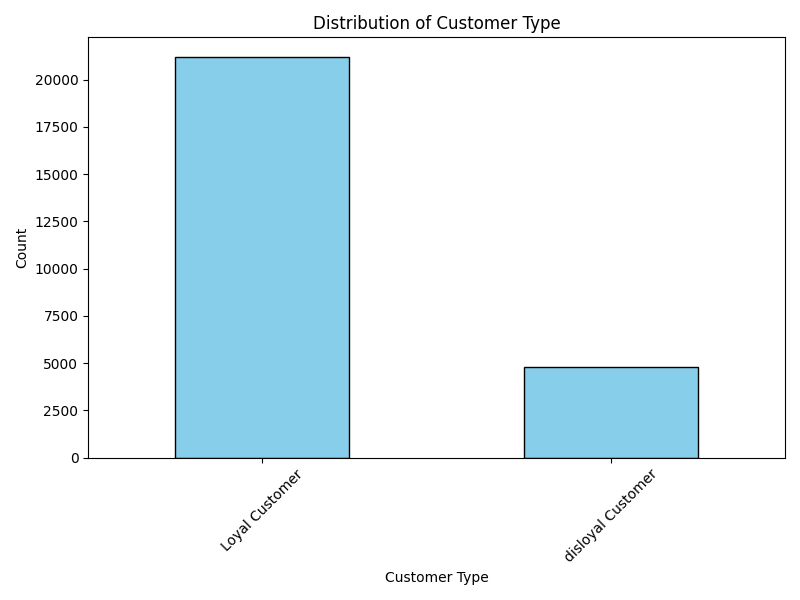 Distribution of Customer Type
20000
17500
15000
12500
10000
7500
5000
2500
0
Count
Loyal Customer
disloyal Customer
Customer Type